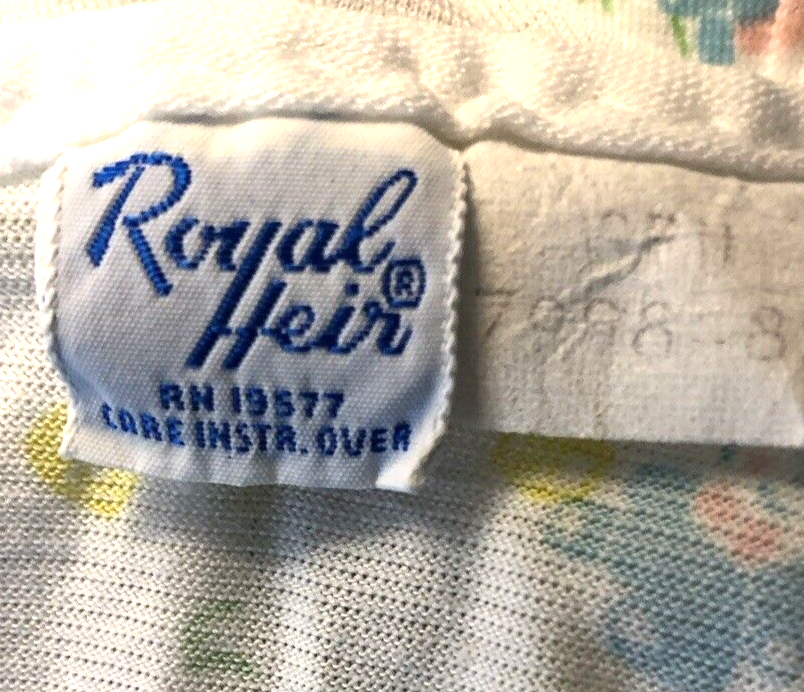 Royal
Heir®
RN 19577
CARE INSTR. OVER